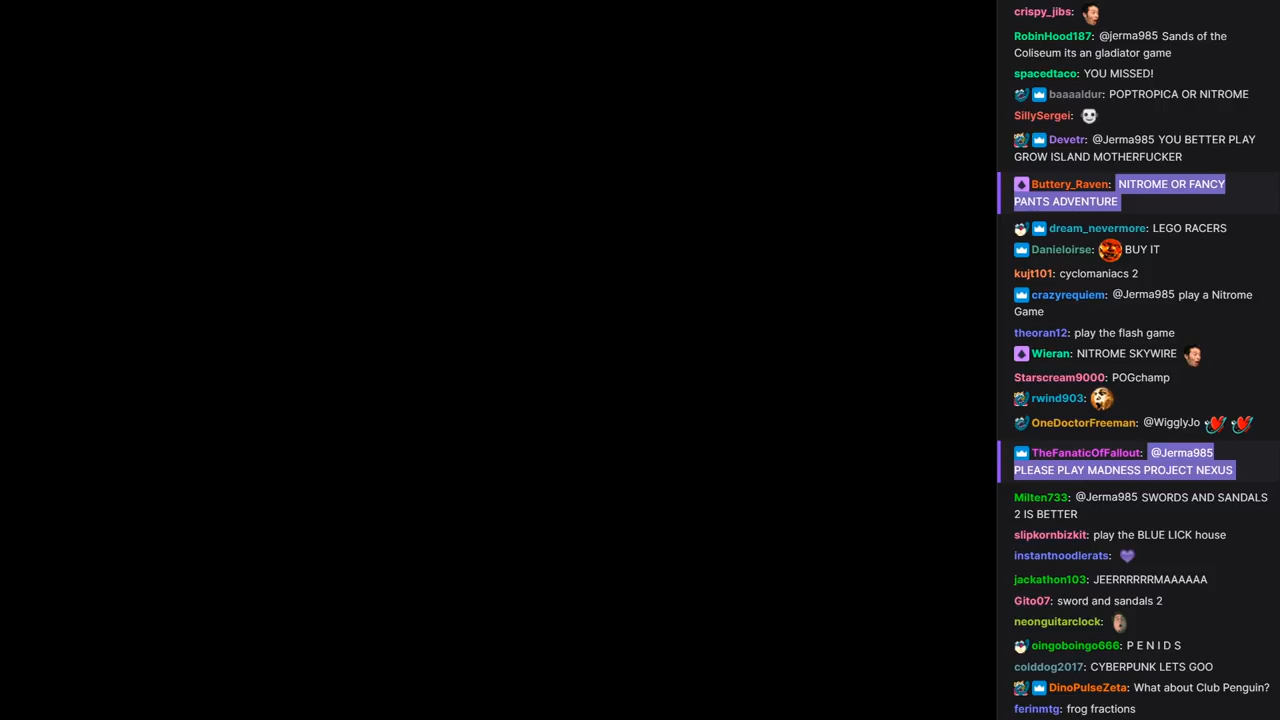 crispy_jibs:
RobinHood187: @jerma985 Sands of the
Coliseum its an gladiator game
spacedtaco: YOU MISSED!
baaaaldur: POPTROPICA OR NITROME
SillySergei:
Devetr: @Jerma985 YOU BETTER PLAY
GROW ISLAND MOTHERFUCKER
Buttery_Raven: NITROME OR FANCY
PANTS ADVENTURE
dream_nevermore: LEGO RACERS
Danieloirse: BUY IT
kujt101: cyclomaniacs 2
crazyrequiem: @Jerma985 play a Nitrome
Game
theoran12: play the flash game
Wieran: NITROME SKYWIRE
Starscream9000: POGchamp
rwind903:
OneDoctorFreeman: @WigglyJo
TheFanaticOfFallout: @Jerma985
PLEASE PLAY MADNESS PROJECT NEXUS
Milten733: @Jerma985 SWORDS AND SANDALS
2 IS BETTER
slipkornbizkit: play the BLUE LICK house
instantnoodlerats:
jackathon103: JEERRRRRRMAAAAAA
Gito07: sword and sandals 2
neonguitarclock:
oingoboingo666: P E N I D S
colddog2017: CYBERPUNK LETS GOO
DinoPulseZeta: What about Club Penguin?
ferinmtg: frog fractions